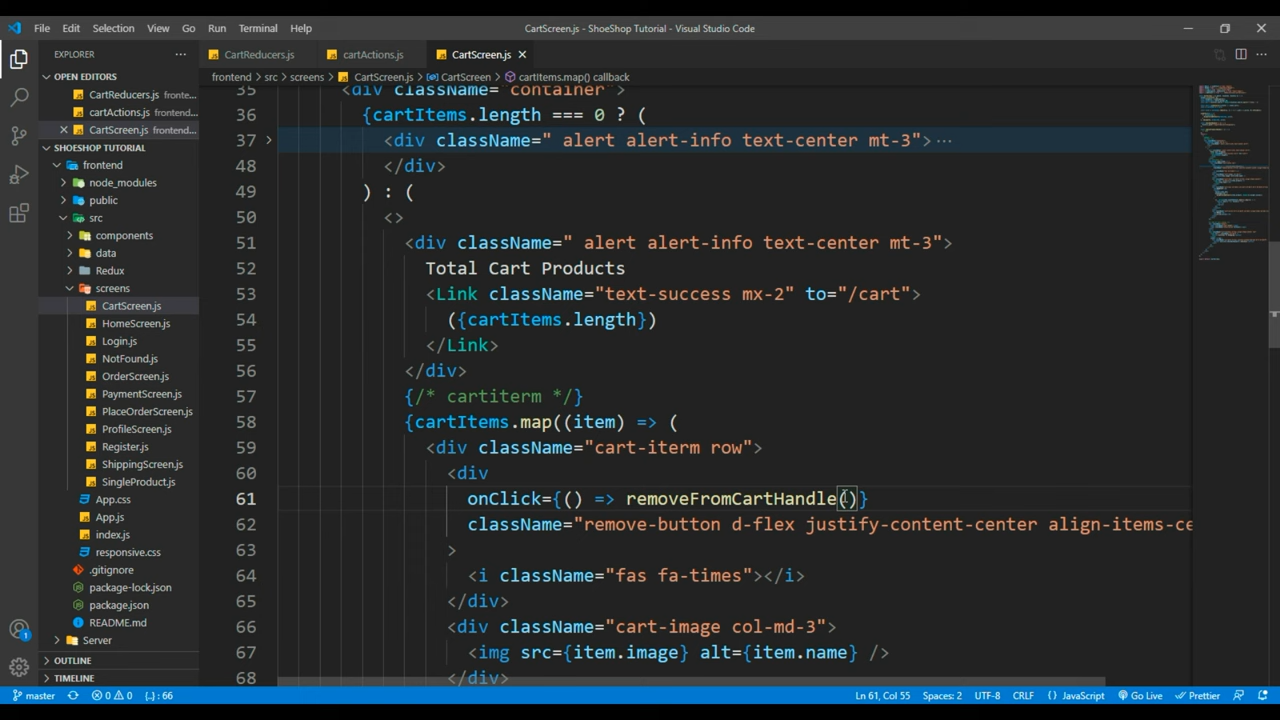 File Edit Selection View Go Run Terminal Help CartScreen.js - ShoeShop Tutorial - Visual Studio Code
EXPLORER ... CartReducers.js cartActions.js CartScreen.js
frontend > src > screens > CartScreen.js > CartScreen > cartItems.map() callback
OPEN EDITORS
CartReducers.js fronte...
cartActions.js fronten...
CartScreen.js frontend...
SHOESHOP TUTORIAL
frontend
node_modules
public
src
components
data
Redux
screens
CartScreen.js
HomeScreen.js
Login.js
NotFound.js
OrderScreen.js
PaymentScreen.js
PlaceOrderScreen.js
ProfileScreen.js
Register.js
ShippingScreen.js
SingleProduct.js
App.css
App.js
index.js
responsive.css
.gitignore
package-lock.json
package.json
README.md
Server
OUTLINE
TIMELINE
35 <div className="container">
36 {cartItems.length === 0 ? (
37 <div className=" alert alert-info text-center mt-3"> ...
48 </div>
49 ) : (
50 <>
51 <div className=" alert alert-info text-center mt-3">
52 Total Cart Products
53 <Link className="text-success mx-2" to="/cart">
54 ({cartItems.length})
55 </Link>
56 </div>
57 {/* cartiterm */}
58 {cartItems.map((item) => (
59 <div className="cart-iterm row">
60 <div
61 onClick={() => removeFromCartHandle()}
62 className="remove-button d-flex justify-content-center align-items-ce
63 >
64 <i className="fas fa-times"></i>
65 </div>
66 <div className="cart-image col-md-3">
67 <img src={item.image} alt={item.name} />
68 </div>
master 0 0 {..} : 66 Ln 61, Col 55 Spaces: 2 UTF-8 CRLF {} JavaScript Go Live Prettier
1